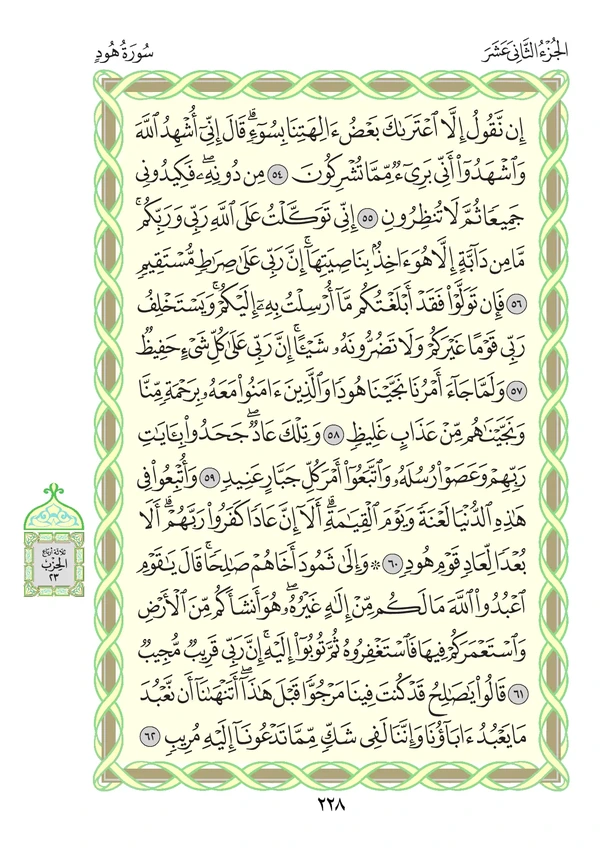 الجُزْءُ الثَّانِيَ عَشَرَ
سُورَةُ هُودٍ
إِن نَّقُولُ إِلَّا ٱعْتَرَىٰكَ بَعْضُ ءَالِهَتِنَا بِسُوٓءٍۗ قَالَ إِنِّيٓ أُشْهِدُ ٱللَّهَ
وَٱشْهَدُوٓا۟ أَنِّي بَرِيٓءٌ مِّمَّا تُشْرِكُونَ ٥٤ مِن دُونِهِۦۖ فَكِيدُونِي
جَمِيعًا ثُمَّ لَا تُنظِرُونِ ٥٥ إِنِّي تَوَكَّلْتُ عَلَى ٱللَّهِ رَبِّي وَرَبِّكُمۚ
مَّا مِن دَآبَّةٍ إِلَّا هُوَ ءَاخِذٌۢ بِنَاصِيَتِهَآۚ إِنَّ رَبِّي عَلَىٰ صِرَٰطٍ مُّسْتَقِيمٍ
٥٦ فَإِن تَوَلَّوْا۟ فَقَدْ أَبْلَغْتُكُم مَّآ أُرْسِلْتُ بِهِۦٓ إِلَيْكُمْۚ وَيَسْتَخْلِفُ
رَبِّي قَوْمًا غَيْرَكُمْ وَلَا تَضُرُّونَهُۥ شَيْـًٔاۚ إِنَّ رَبِّي عَلَىٰ كُلِّ شَيْءٍ حَفِيظٌ
٥٧ وَلَمَّا جَآءَ أَمْرُنَا نَجَّيْنَا هُودًا وَٱلَّذِينَ ءَامَنُوا۟ مَعَهُۥ بِرَحْمَةٍ مِّنَّا
وَنَجَّيْنَٰهُم مِّنْ عَذَابٍ غَلِيظٍ ٥٨ وَتِلْكَ عَادٌۖ جَحَدُوا۟ بِـَٔايَٰتِ
رَبِّهِمْ وَعَصَوْا۟ رُسُلَهُۥ وَٱتَّبَعُوٓا۟ أَمْرَ كُلِّ جَبَّارٍ عَنِيدٍ ٥٩ وَأُتْبِعُوا۟ فِي
هَٰذِهِ ٱلدُّنْيَا لَعْنَةً وَيَوْمَ ٱلْقِيَٰمَةِۗ أَلَآ إِنَّ عَادًا كَفَرُوا۟ رَبَّهُمْۗ أَلَا
بُعْدًا لِّعَادٍ قَوْمِ هُودٍ ٦٠ ۞ وَإِلَىٰ ثَمُودَ أَخَاهُمْ صَٰلِحًاۚ قَالَ يَٰقَوْمِ
ٱعْبُدُوا۟ ٱللَّهَ مَا لَكُم مِّنْ إِلَٰهٍ غَيْرُهُۥۖ هُوَ أَنشَأَكُم مِّنَ ٱلْأَرْضِ
وَٱسْتَعْمَرَكُمْ فِيهَا فَٱسْتَغْفِرُوهُ ثُمَّ تُوبُوٓا۟ إِلَيْهِۚ إِنَّ رَبِّي قَرِيبٌ مُّجِيبٌ
٦١ قَالُوا۟ يَٰصَٰلِحُ قَدْ كُنتَ فِينَا مَرْجُوًّا قَبْلَ هَٰذَآۖ أَتَنْهَىٰنَآ أَن نَّعْبُدَ
مَا يَعْبُدُ ءَابَآؤُنَا وَإِنَّنَا لَفِي شَكٍّ مِّمَّا تَدْعُونَآ إِلَيْهِ مُرِيبٍ ٦٢
ثلاثة أرباع
الحزب
٢٣
٢٢٨